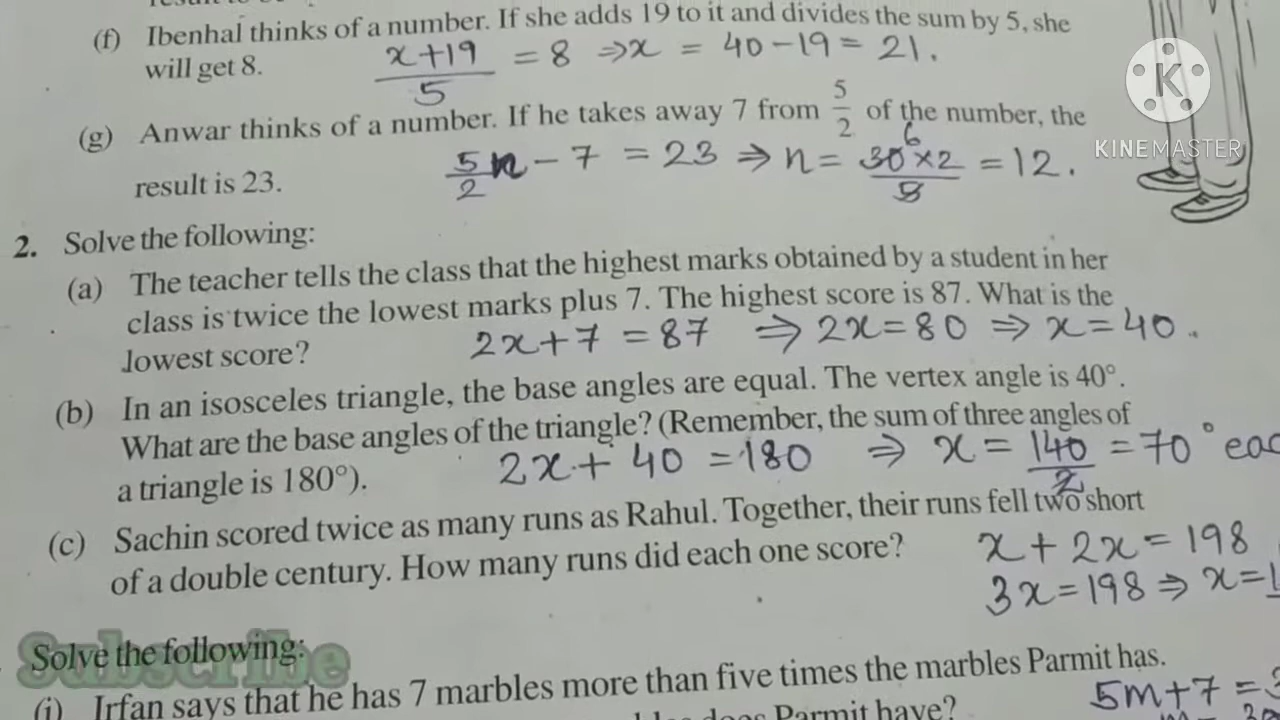 (f) Ibenhal thinks of a number. If she adds 19 to it and divides the sum by 5, she
will get 8. x+19/5 = 8 ⇒ x = 40 - 19 = 21.
(g) Anwar thinks of a number. If he takes away 7 from 5/2 of the number, the
result is 23. 5/2 n - 7 = 23 ⇒ n = 30 6 × 2/5 = 12.
KINEMASTER
2. Solve the following:
(a) The teacher tells the class that the highest marks obtained by a student in her
class is twice the lowest marks plus 7. The highest score is 87. What is the
lowest score? 2x+7 = 87 ⇒ 2x = 80 ⇒ x = 40.
(b) In an isosceles triangle, the base angles are equal. The vertex angle is 40°.
What are the base angles of the triangle? (Remember, the sum of three angles of
a triangle is 180°). 2x + 40 = 180 ⇒ x = 140/2 = 70°
(c) Sachin scored twice as many runs as Rahul. Together, their runs fell two short
of a double century. How many runs did each one score? x + 2x = 198
3x = 198 ⇒ x =
Subscribe
Solve the following:
(i) Irfan says that he has 7 marbles more than five times the marbles Parmit has.
Parmit have? 5m+7 =